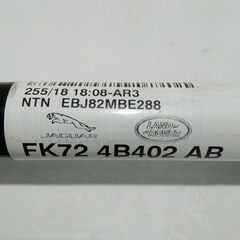 255/18 18:08-AR3
NTN EBJ82MBE288
JAGUAR
LAND ROVER
FK72 4B402 AB